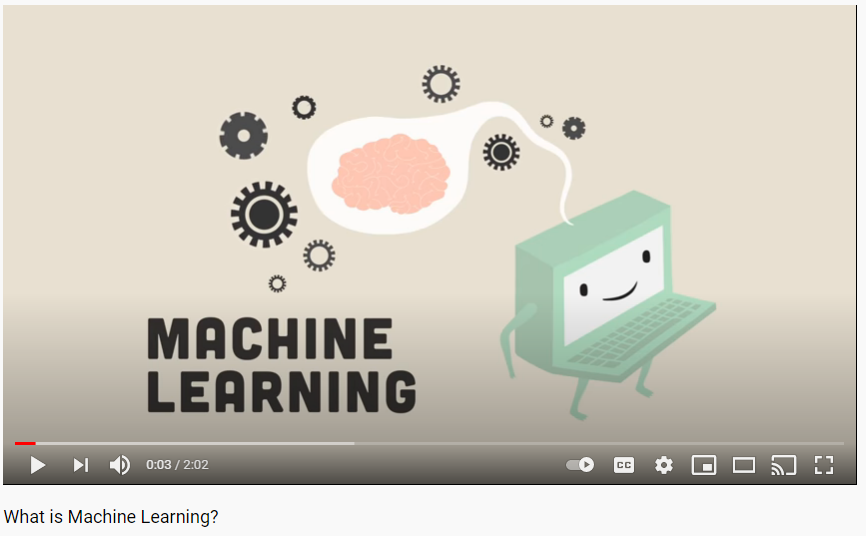 MACHINE
LEARNING
0:03 / 2:02
CC
What is Machine Learning?